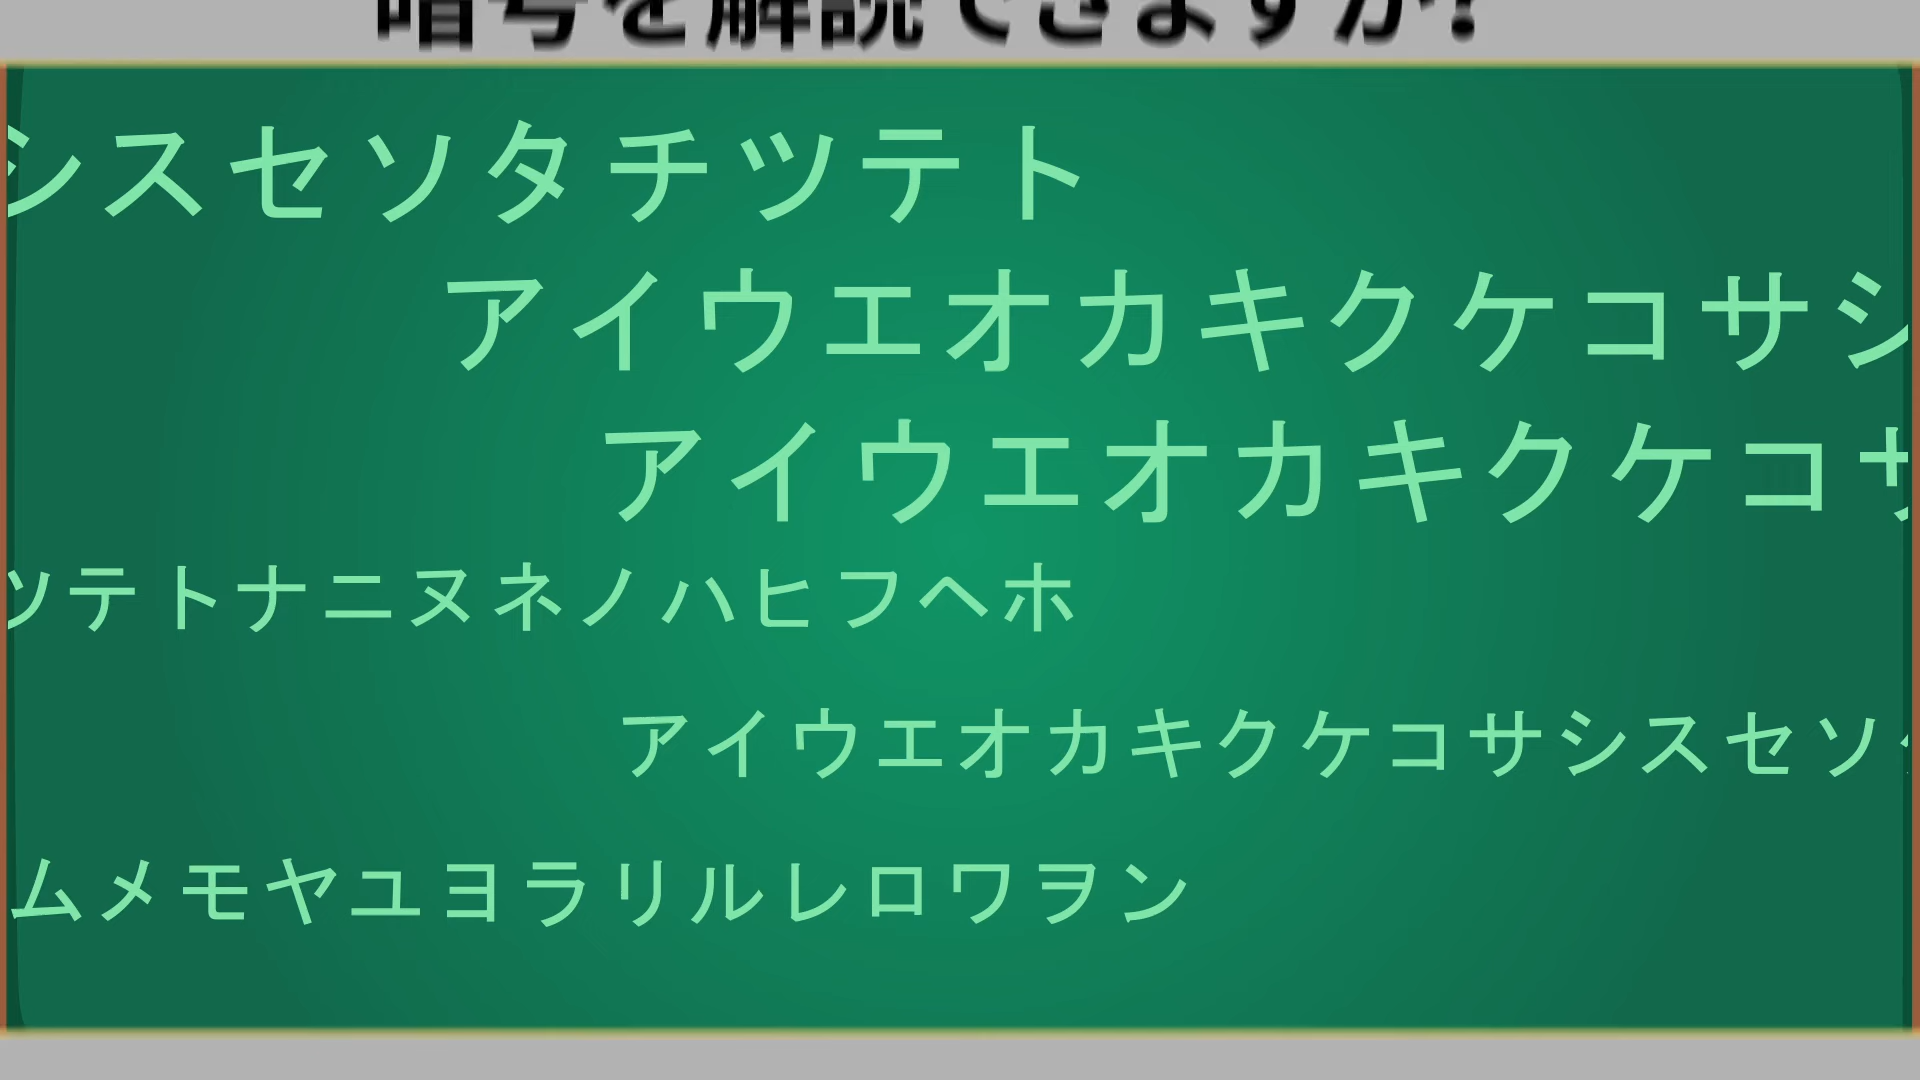 暗号を解読できますか?
シスセソタチツテト
アイウエオカキクケコサシ
アイウエオカキクケコサ
ツテトナニヌネノハヒフヘホ
アイウエオカキクケコサシスセソ
ムメモヤユヨラリルレロワヲン